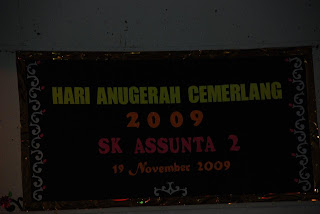 HARI ANUGERAH CEMERLANG
2009
SK ASSUNTA 2
19 November 2009